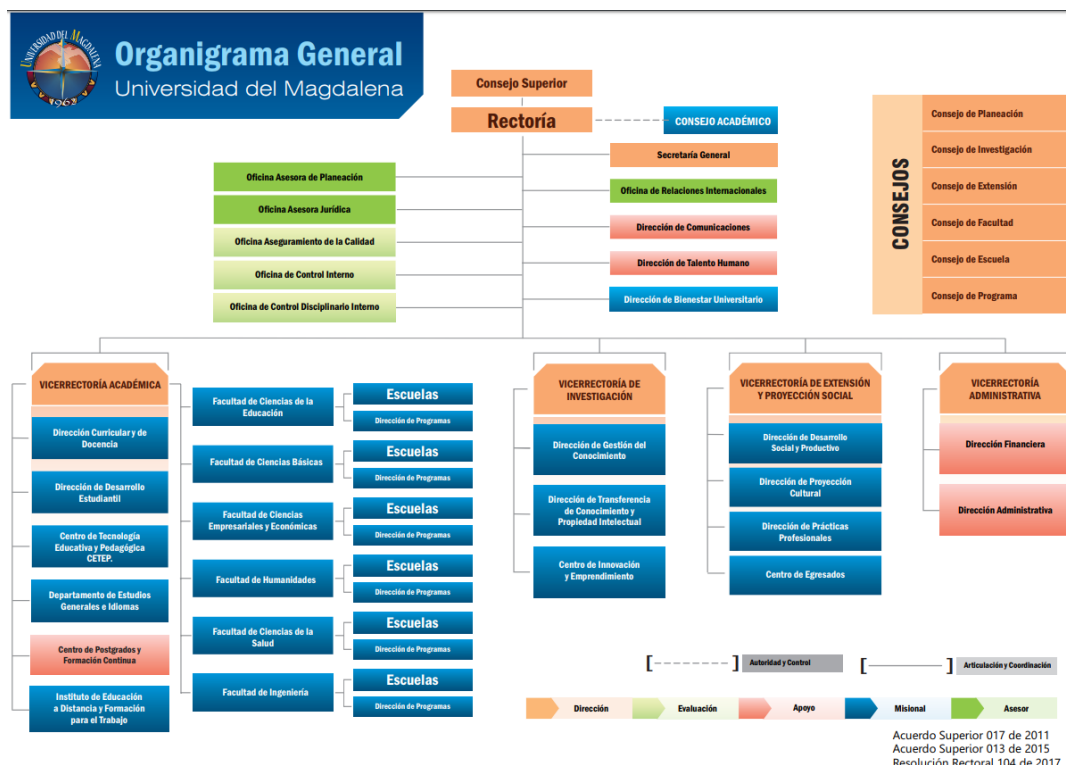 UNIVERSIDAD DEL MAGDALENA
1962
Organigrama General
Universidad del Magdalena
Consejo Superior
Rectoría
CONSEJO ACADÉMICO
Secretaría General
Oficina de Relaciones Internacionales
Dirección de Comunicaciones
Dirección de Talento Humano
Dirección de Bienestar Universitario
Oficina Asesora de Planeación
Oficina Asesora Jurídica
Oficina Aseguramiento de la Calidad
Oficina de Control Interno
Oficina de Control Disciplinario Interno
CONSEJOS
Consejo de Planeación
Consejo de Investigación
Consejo de Extensión
Consejo de Facultad
Consejo de Escuela
Consejo de Programa
VICERRECTORÍA ACADÉMICA
Dirección Curricular y de
Docencia
Dirección de Desarrollo
Estudiantil
Centro de Tecnología
Educativa y Pedagógica
CETEP.
Departamento de Estudios
Generales e Idiomas
Centro de Postgrados y
Formación Continua
Instituto de Educación
a Distancia y Formación
para el Trabajo
Facultad de Ciencias de la
Educación
Escuelas
Dirección de Programas
Facultad de Ciencias Básicas
Escuelas
Dirección de Programas
Facultad de Ciencias
Empresariales y Económicas
Escuelas
Dirección de Programas
Facultad de Humanidades
Escuelas
Dirección de Programas
Facultad de Ciencias de la
Salud
Escuelas
Dirección de Programas
Facultad de Ingeniería
Escuelas
Dirección de Programas
VICERRECTORÍA DE
INVESTIGACIÓN
Dirección de Gestión del
Conocimiento
Dirección de Transferencia
de Conocimiento y
Propiedad Intelectual
Centro de Innovación
y Emprendimiento
VICERRECTORÍA DE EXTENSIÓN
Y PROYECCIÓN SOCIAL
Dirección de Desarrollo
Social y Productivo
Dirección de Proyección
Cultural
Dirección de Prácticas
Profesionales
Centro de Egresados
VICERRECTORÍA
ADMINISTRATIVA
Dirección Financiera
Dirección Administrativa
Autoridad y Control
Articulación y Coordinación
Dirección
Evaluación
Apoyo
Misional
Asesor
Acuerdo Superior 017 de 2011
Acuerdo Superior 013 de 2015
Resolución Rectoral 104 de 2017